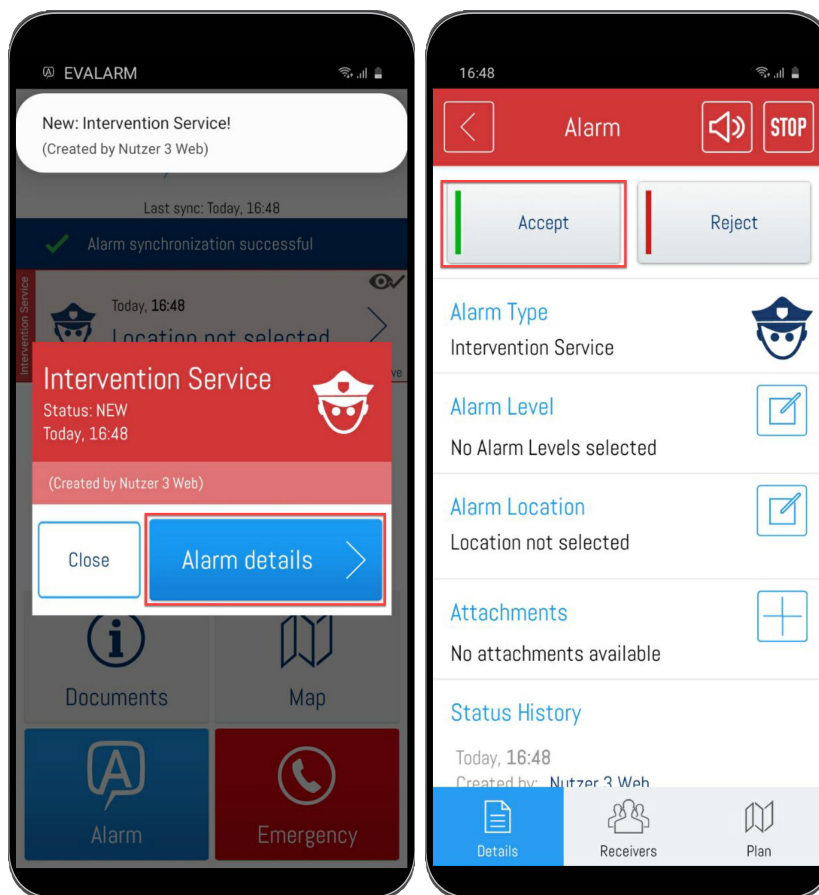 EVALARM
New: Intervention Service!
(Created by Nutzer 3 Web)
Last sync: Today, 16:48
Alarm synchronization successful
Intervention Service
Today, 16:48
Location not selected
Intervention Service
Status: NEW
Today, 16:48
(Created by Nutzer 3 Web)
Close
Alarm details
Documents
Map
Alarm
Emergency
16:48
Alarm
STOP
Accept
Reject
Alarm Type
Intervention Service
Alarm Level
No Alarm Levels selected
Alarm Location
Location not selected
Attachments
No attachments available
Status History
Today, 16:48
Created by: Nutzer 3 Web
Details
Receivers
Plan